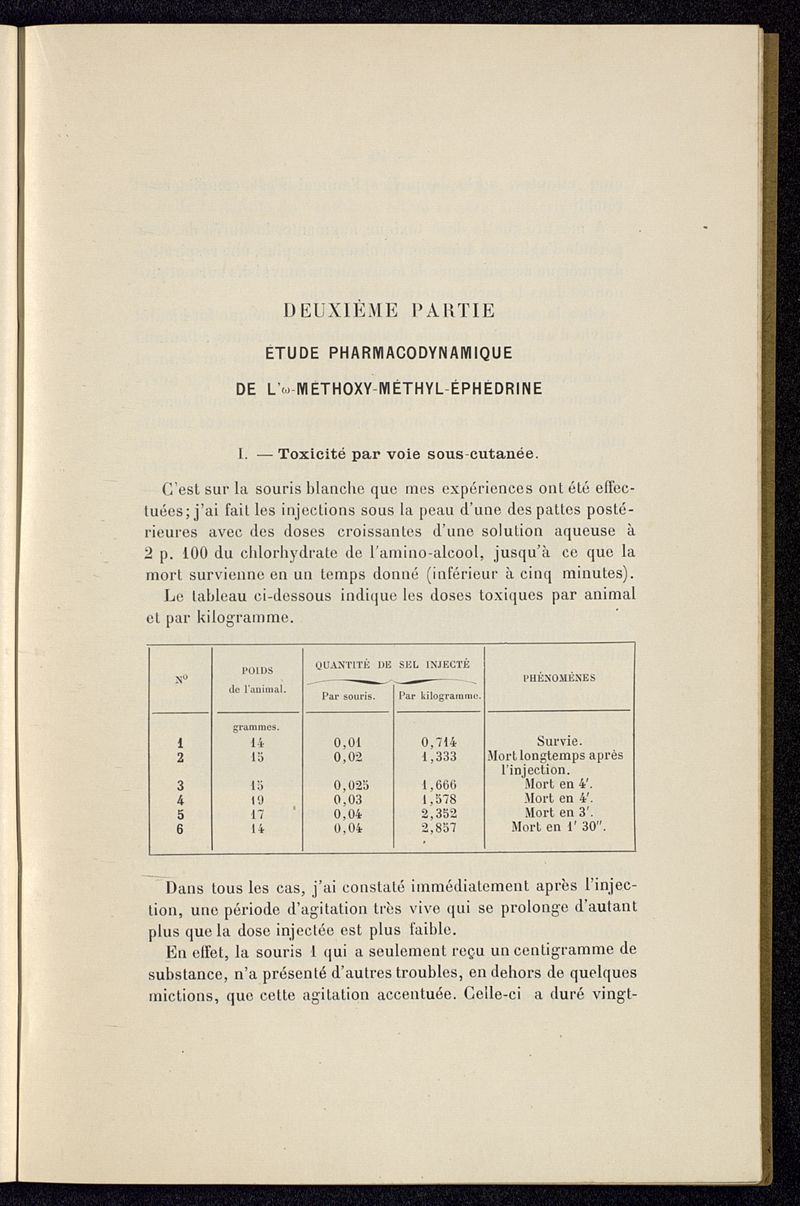 DEUXIÈME PARTIE
ÉTUDE PHARMACODYNAMIQUE
DE L'ω-MÉTHOXY-MÉTHYL-ÉPHÉDRINE
I. — Toxicité par voie sous-cutanée.
C'est sur la souris blanche que mes expériences ont été effec-
tuées; j'ai fait les injections sous la peau d'une des pattes posté-
rieures avec des doses croissantes d'une solution aqueuse à
2 p. 100 du chlorhydrate de l'amino-alcool, jusqu'à ce que la
mort survienne en un temps donné (inférieur à cinq minutes).
Le tableau ci-dessous indique les doses toxiques par animal
et par kilogramme.
Nº POIDS de l'animal. QUANTITÉ DE SEL INJECTÉ PHÉNOMÈNES
Par souris. Par kilogramme.
grammes.
1 14 0,01 0,714 Survie.
2 15 0,02 1,333 Mort longtemps après
l'injection.
3 15 0,025 1,666 Mort en 4'.
4 19 0,03 1,578 Mort en 4'.
5 17 0,04 2,352 Mort en 3'.
6 14 0,04 2,857 Mort en 1' 30".
Dans tous les cas, j'ai constaté immédiatement après l'injec-
tion, une période d'agitation très vive qui se prolonge d'autant
plus que la dose injectée est plus faible.
En effet, la souris 1 qui a seulement reçu un centigramme de
substance, n'a présenté d'autres troubles, en dehors de quelques
mictions, que cette agitation accentuée. Celle-ci a duré vingt-